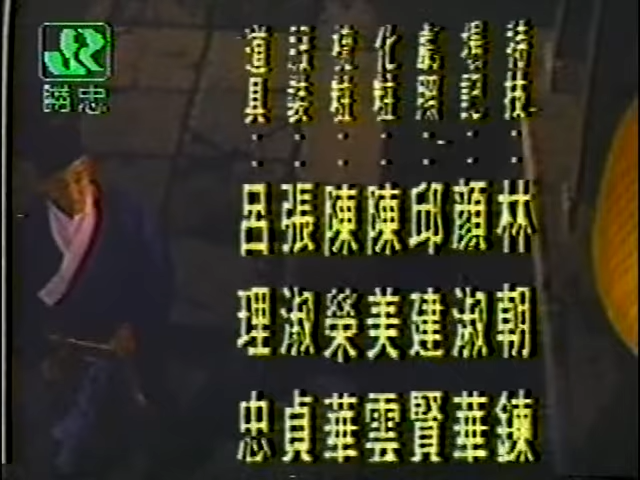 特技：林朝鍊
場記：顏淑華
劇照：邱建賢
化粧：陳美雲
粧：陳榮華
服裝：張淑貞
道具：呂理忠
忠